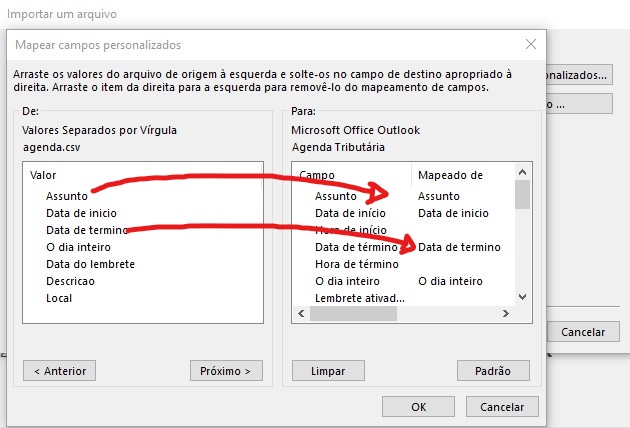 Importar um arquivo
Mapear campos personalizados
Arraste os valores do arquivo de origem à esquerda e solte-os no campo de destino apropriado à
direita. Arraste o item da direita para a esquerda para removê-lo do mapeamento de campos.
De:
Valores Separados por Vírgula
agenda.csv
Valor
Assunto
Data de inicio
Data de termino
O dia inteiro
Data do lembrete
Descricao
Local
< Anterior
Próximo >
Para:
Microsoft Office Outlook
Agenda Tributária
Campo Mapeado de
Assunto Assunto
Data de início Data de inicio
Hora de início
Data de término Data de termino
Hora de término
O dia inteiro O dia inteiro
Lembrete ativad...
Limpar
Padrão
OK
Cancelar
onalizados...
o ...
Cancelar